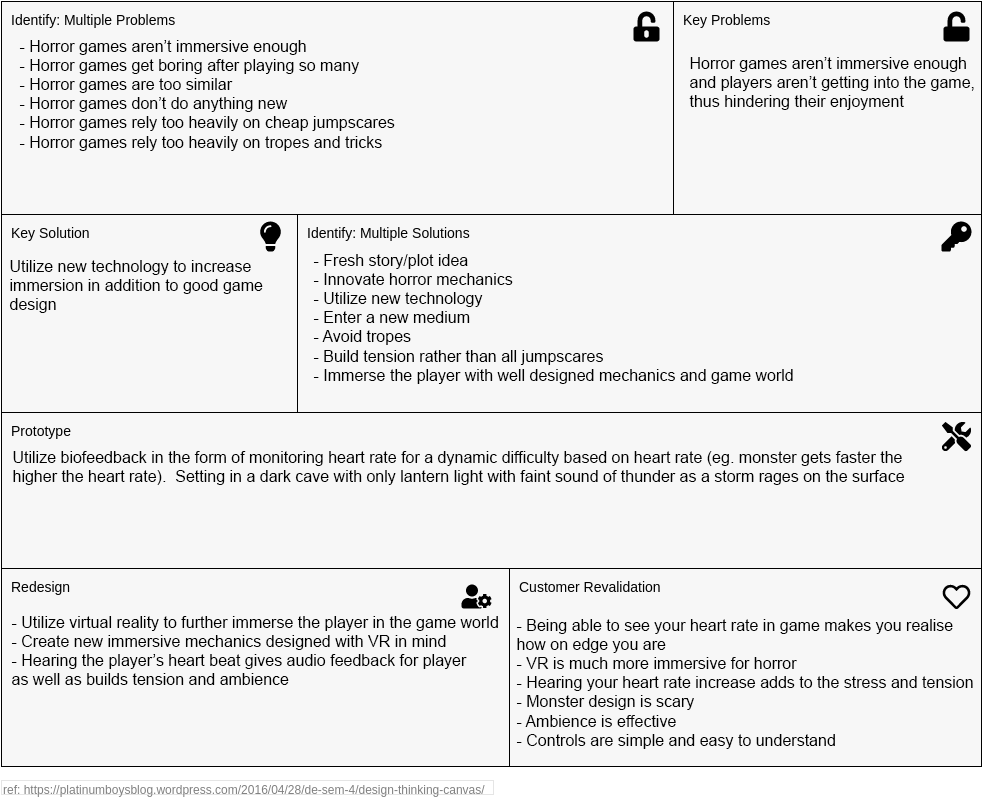 Identify: Multiple Problems
- Horror games aren’t immersive enough
- Horror games get boring after playing so many
- Horror games are too similar
- Horror games don’t do anything new
- Horror games rely too heavily on cheap jumpscares
- Horror games rely too heavily on tropes and tricks
Key Problems
Horror games aren’t immersive enough
and players aren’t getting into the game,
thus hindering their enjoyment
Key Solution
Utilize new technology to increase
immersion in addition to good game
design
Identify: Multiple Solutions
- Fresh story/plot idea
- Innovate horror mechanics
- Utilize new technology
- Enter a new medium
- Avoid tropes
- Build tension rather than all jumpscares
- Immerse the player with well designed mechanics and game world
Prototype
Utilize biofeedback in the form of monitoring heart rate for a dynamic difficulty based on heart rate (eg. monster gets faster the
higher the heart rate).  Setting in a dark cave with only lantern light with faint sound of thunder as a storm rages on the surface
Redesign
- Utilize virtual reality to further immerse the player in the game world
- Create new immersive mechanics designed with VR in mind
- Hearing the player’s heart beat gives audio feedback for player
as well as builds tension and ambience
Customer Revalidation
- Being able to see your heart rate in game makes you realise
how on edge you are
- VR is much more immersive for horror
- Hearing your heart rate increase adds to the stress and tension
- Monster design is scary
- Ambience is effective
- Controls are simple and easy to understand
ref: https://platinumboysblog.wordpress.com/2016/04/28/de-sem-4/design-thinking-canvas/